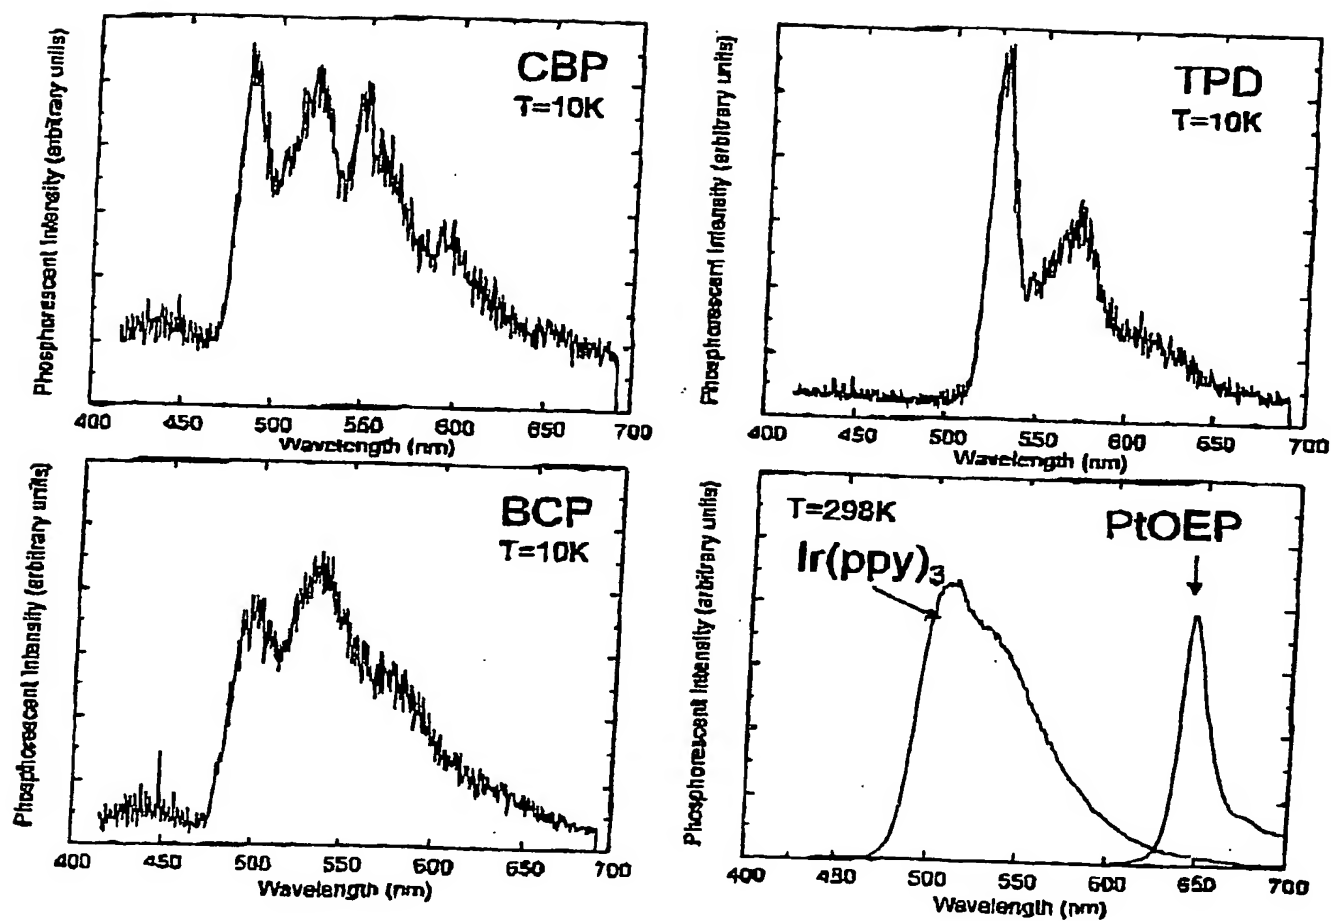 Phosphorescent Intensity (arbitrary units)
CBP
T=10K
400 450 500 550 600 650 700
Wavelength (nm)
Phosphorescent Intensity (arbitrary units)
TPD
T=10K
400 450 500 550 600 650 700
Wavelength (nm)
Phosphorescent Intensity (arbitrary units)
BCP
T=10K
400 450 500 550 600 650 700
Wavelength (nm)
Phosphorescent Intensity (arbitrary units)
T=298K
PtOEP
Ir(ppy)3
400 450 500 550 600 650 700
Wavelength (nm)